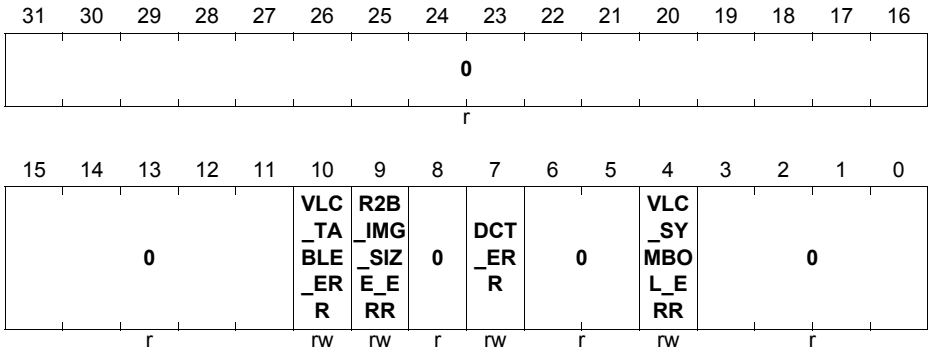 31 30 29 28 27 26 25 24 23 22 21 20 19 18 17 16
0
r
15 14 13 12 11 10 9 8 7 6 5 4 3 2 1 0
VLC R2B VLC
_TA _IMG DCT _SY
0 BLE _SIZ 0 _ER 0 MBO 0
_ER E_E R L_E
R RR RR
r rw rw r rw r rw r